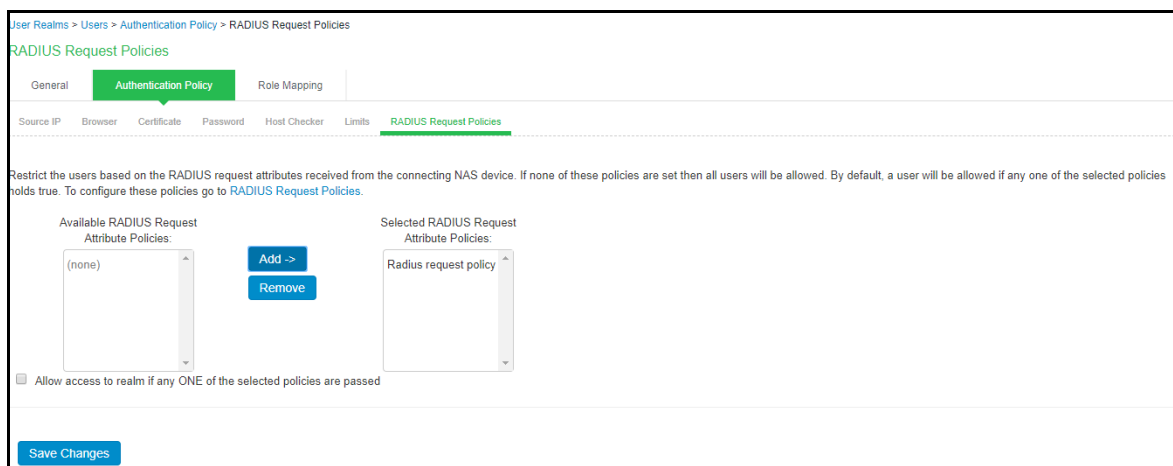 User Realms > Users > Authentication Policy > RADIUS Request Policies
RADIUS Request Policies
General Authentication Policy Role Mapping
Source IP Browser Certificate Password Host Checker Limits RADIUS Request Policies
Restrict the users based on the RADIUS request attributes received from the connecting NAS device. If none of these policies are set then all users will be allowed. By default, a user will be allowed if any one of the selected policies
holds true. To configure these policies go to RADIUS Request Policies.
Available RADIUS Request
Attribute Policies:
(none)
Add ->
Remove
Selected RADIUS Request
Attribute Policies:
Radius request policy
Allow access to realm if any ONE of the selected policies are passed
Save Changes